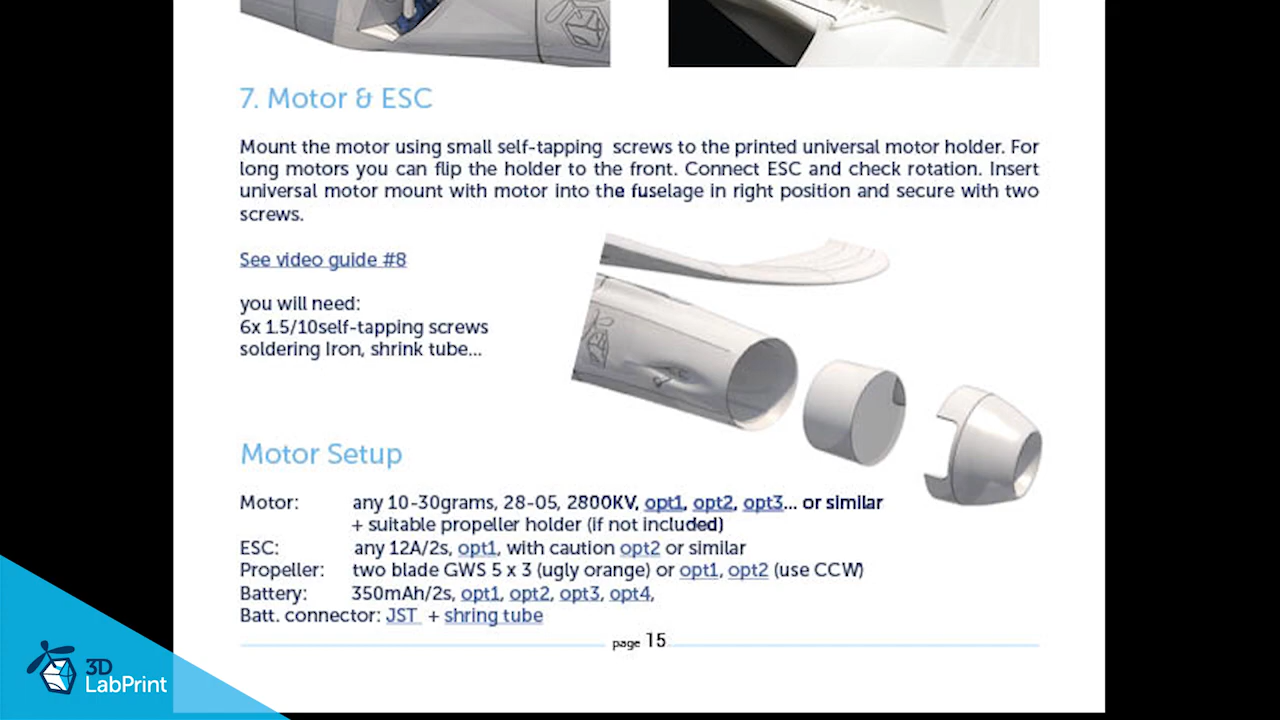 7. Motor & ESC
Mount the motor using small self-tapping screws to the printed universal motor holder. For
long motors you can flip the holder to the front. Connect ESC and check rotation. Insert
universal motor mount with motor into the fuselage in right position and secure with two
screws.
See video guide #8
you will need:
6x 1.5/10self-tapping screws
soldering Iron, shrink tube...
Motor Setup
Motor: any 10-30grams, 28-05, 2800KV, opt1, opt2, opt3... or similar
+ suitable propeller holder (if not included)
ESC: any 12A/2s, opt1, with caution opt2 or similar
Propeller: two blade GWS 5 x 3 (ugly orange) or opt1, opt2 (use CCW)
Battery: 350mAh/2s, opt1, opt2, opt3, opt4,
Batt. connector: JST + shring tube
page 15
3D
LabPrint